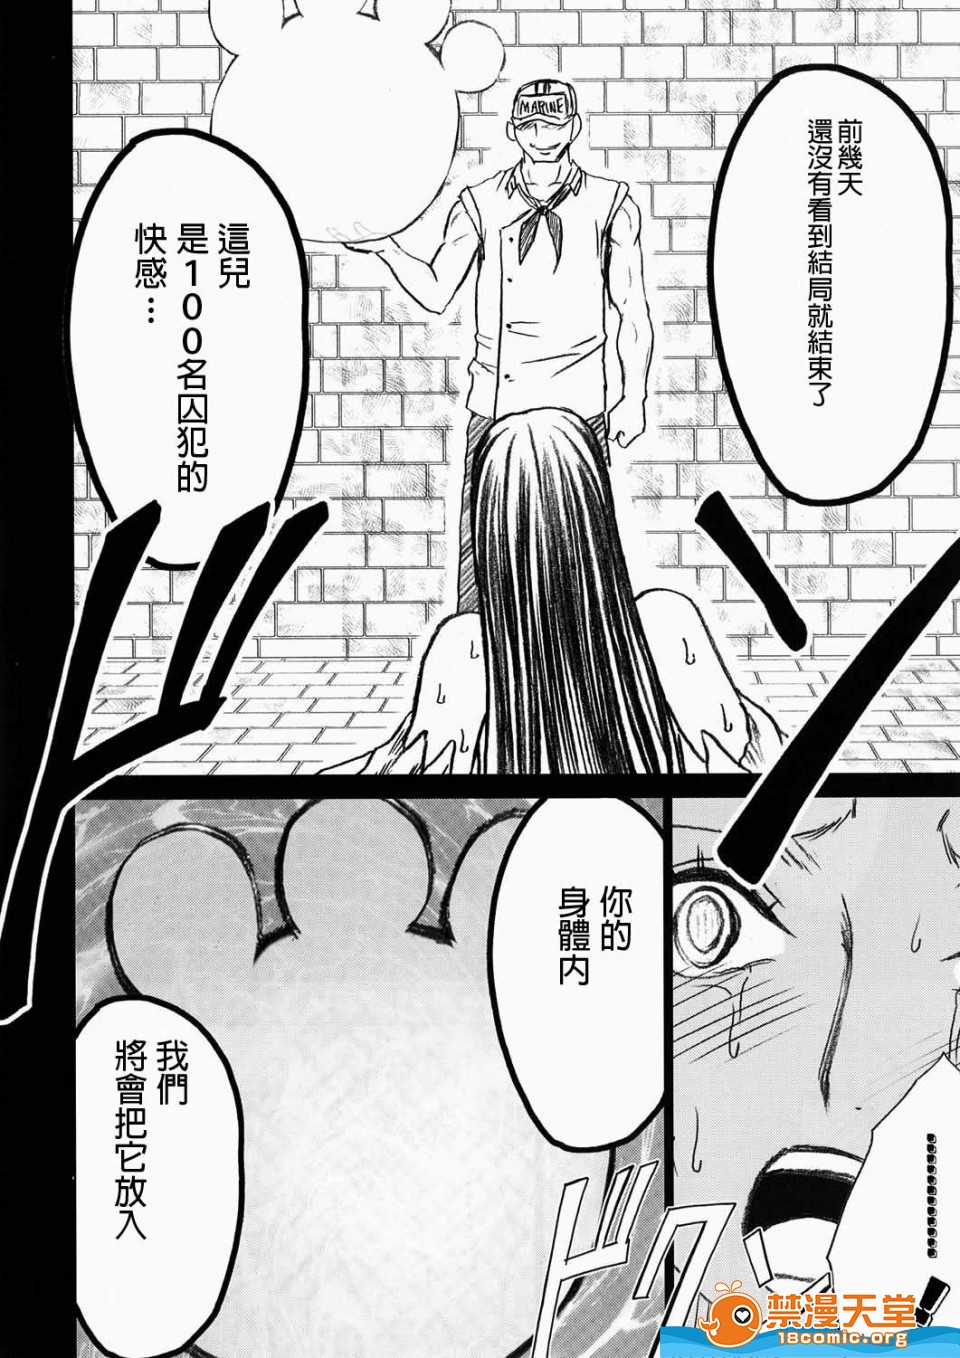 前幾天
還沒有看到結局就結束了
MARINE
這兒
是100名囚犯的
快感…
ドド
你的
身體內
我們
將會把它放入
ドクン
禁漫天堂
18comic.org